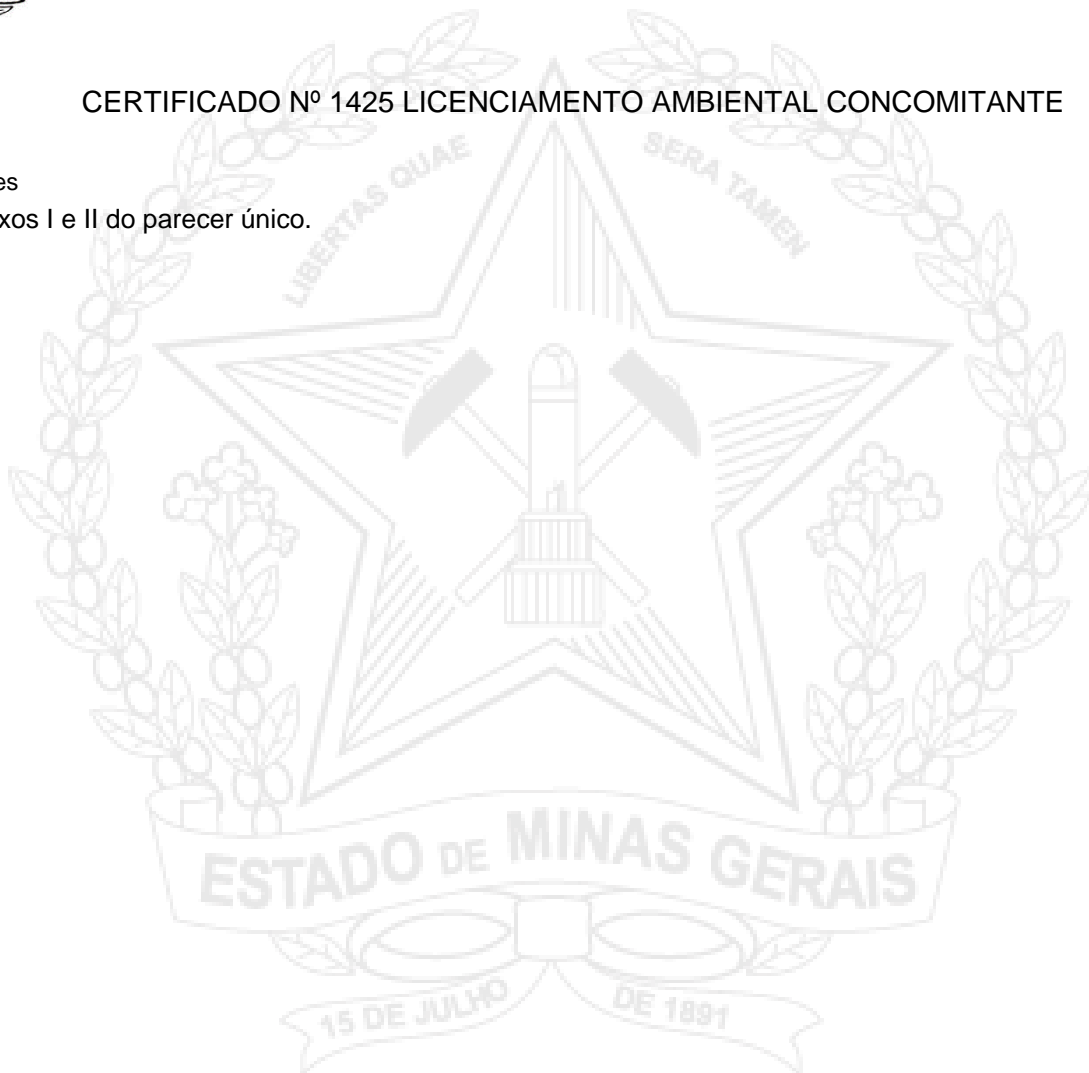 CERTIFICADO Nº 1425 LICENCIAMENTO AMBIENTAL CONCOMITANTE
es
xos I e II do parecer único.
LIBERTAS QUAE SERA TAMEN
ESTADO DE MINAS GERAIS
15 DE JULHO DE 1891